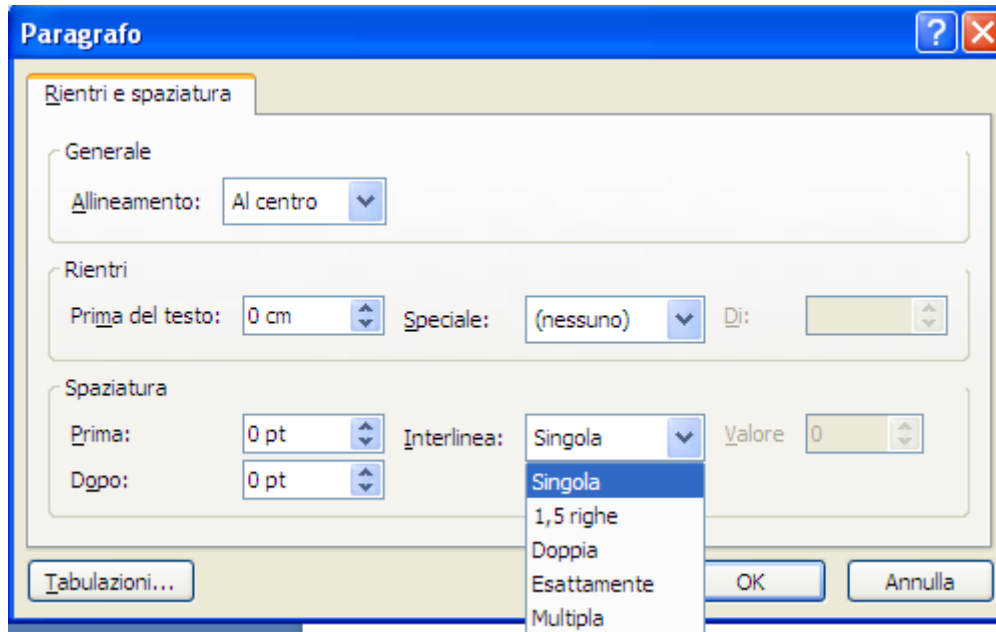 Paragrafo
Rientri e spaziatura
Generale
Allineamento: Al centro
Rientri
Prima del testo: 0 cm Speciale: (nessuno) Di:
Spaziatura
Prima: 0 pt Interlinea: Singola Valore 0
Dopo: 0 pt Singola
1,5 righe
Doppia
Esattamente
Multipla
Tabulazioni... OK Annulla